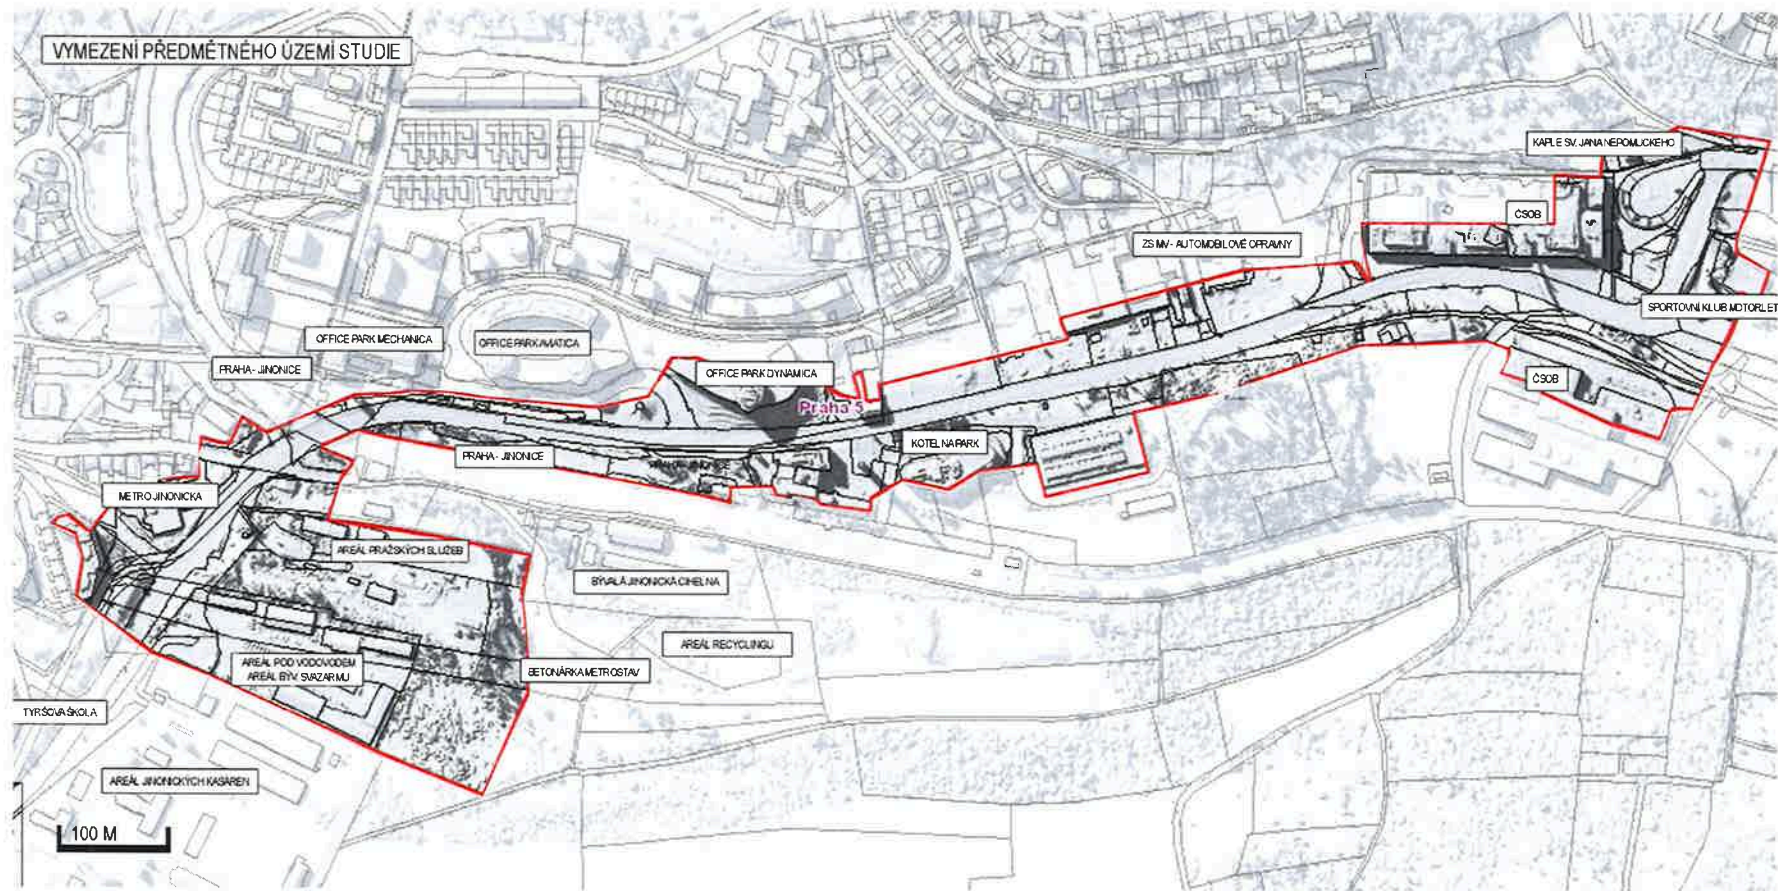 VYMEZENÍ PŘEDMĚTNÉHO ÚZEMÍ STUDIE
KAPLE SV. JANA NEPOMUCKÉHO
ČSOB
ZS MV - AUTOMOBILOVÉ OPRAVNY
SPORTOVNÍ KLUB MOTORLET
OFFICE PARK MECHANICA
OFFICE PARK AVIATICA
PRAHA - JINONICE
OFFICE PARK DYNAMICA
ČSOB
Praha 5
KOTELNA PARK
PRAHA - JINONICE
PRAHA - JINONICE
METRO JINONICKÁ
AREÁL PRAŽSKÝCH SLUŽEB
BÝVALÁ JINONICKÁ CIHELNA
AREÁL RECYCLINGU
AREÁL POD VODOVODEM
AREÁL BÝV. SVAZARMU
BETONÁRKA METROSTAV
TYRŠOVA ŠKOLA
AREÁL JINONICKÝCH KASÁREN
100 M